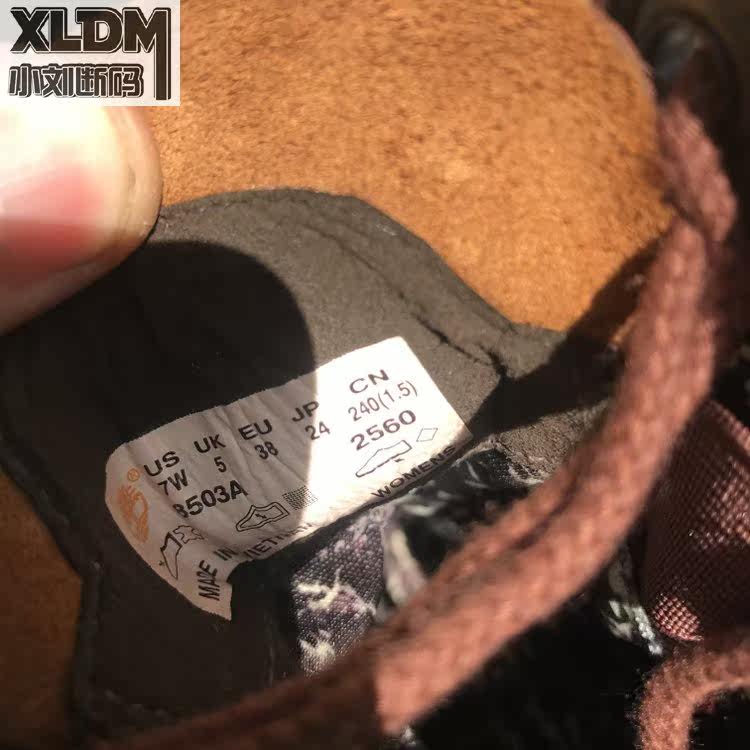 XLDM
小刘断码
US UK EU JP CN
7W 5 38 24 240(1.5)
8503A 2560
WOMENS
MADE IN
VIETNAM